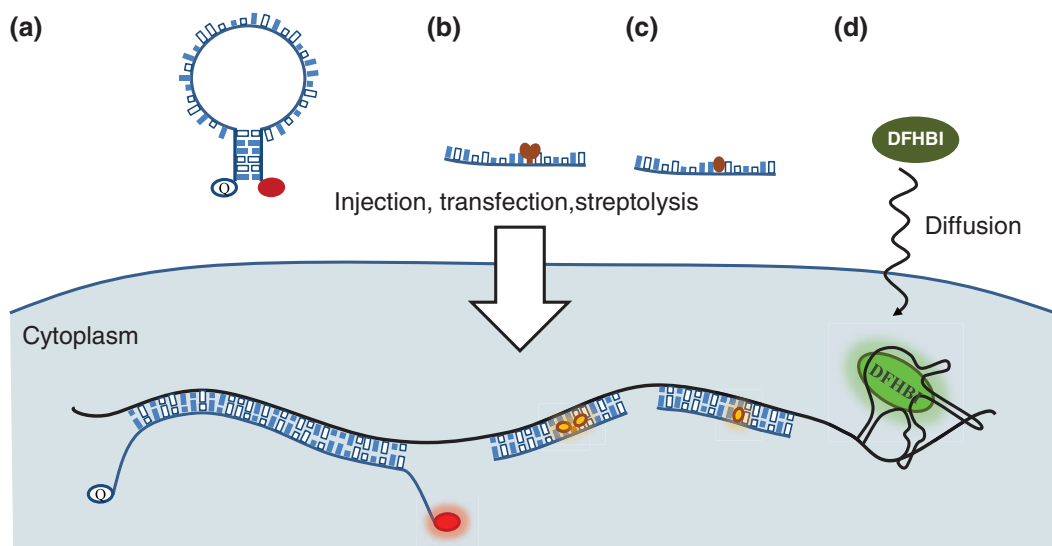 (a)
(b)
(c)
(d)
DFHBI
Q
Injection, transfection,streptolysis
Diffusion
Cytoplasm
DFHBI
Q